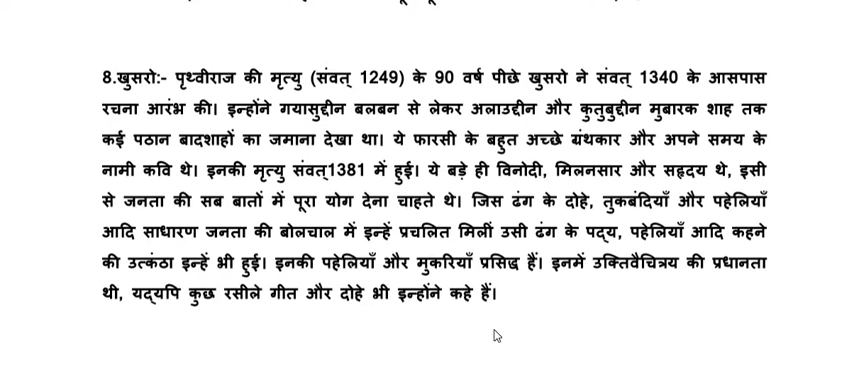 8.खुसरो:- पृथ्वीराज की मृत्यु (संवत् 1249) के 90 वर्ष पीछे खुसरो ने संवत् 1340 के आसपास
रचना आरंभ की। इन्होंने गयासुद्दीन बलबन से लेकर अलाउद्दीन और कुतुबुद्दीन मुबारक शाह तक
कई पठान बादशाहों का जमाना देखा था। ये फारसी के बहुत अच्छे ग्रंथकार और अपने समय के
नामी कवि थे। इनकी मृत्यु संवत्1381 में हुई। ये बड़े ही विनोदी, मिलनसार और सहृदय थे, इसी
से जनता की सब बातों में पूरा योग देना चाहते थे। जिस ढंग के दोहे, तुकबंदियाँ और पहेलियाँ
आदि साधारण जनता की बोलचाल में इन्हें प्रचलित मिलीं उसी ढंग के पद्य, पहेलियाँ आदि कहने
की उत्कंठा इन्हें भी हुई। इनकी पहेलियाँ और मुकरियाँ प्रसिद्ध हैं। इनमें उक्तिवैचित्रय की प्रधानता
थी, यद्यपि कुछ रसीले गीत और दोहे भी इन्होंने कहे हैं।